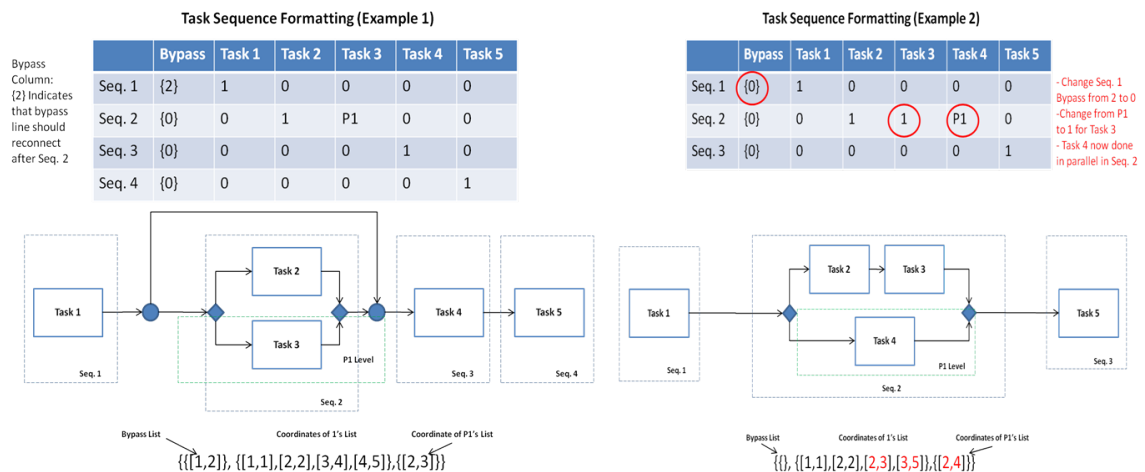 Task Sequence Formatting (Example 1)
Bypass
Column:
{2} Indicates
that bypass
line should
reconnect
after Seq. 2
Bypass Task 1 Task 2 Task 3 Task 4 Task 5
Seq. 1 {2} 1 0 0 0 0
Seq. 2 {0} 0 1 P1 0 0
Seq. 3 {0} 0 0 0 1 0
Seq. 4 {0} 0 0 0 0 1
Task 1
Seq. 1
Task 2
Task 3
P1 Level
Seq. 2
Task 4
Seq. 3
Task 5
Seq. 4
Bypass List
Coordinates of 1's List
Coordinate of P1's List
{{[1,2]}, {[1,1],[2,2],[3,4],[4,5]},{[2,3]}}
Task Sequence Formatting (Example 2)
Bypass Task 1 Task 2 Task 3 Task 4 Task 5
Seq. 1 {0} 1 0 0 0 0
Seq. 2 {0} 0 1 1 P1 0
Seq. 3 {0} 0 0 0 0 1
- Change Seq. 1
Bypass from 2 to 0
-Change from P1
to 1 for Task 3
- Task 4 now done
in parallel in Seq. 2
Task 1
Seq. 1
Task 2
Task 3
Task 4
P1 Level
Seq. 2
Task 5
Seq. 3
Bypass List
Coordinates of 1's List
Coordinates of P1's List
{{}, {[1,1],[2,2],[2,3],[3,5]},{[2,4]}}